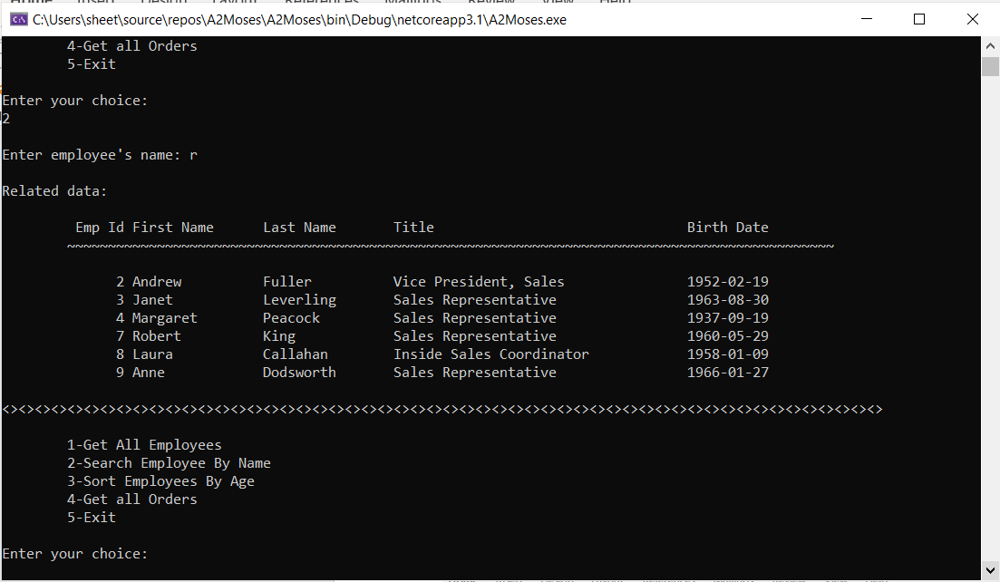 C:\Users\sheet\source\repos\A2Moses\A2Moses\bin\Debug\netcoreapp3.1\A2Moses.exe
4-Get all Orders
5-Exit
Enter your choice:
2
Enter employee's name: r
Related data:
Emp Id First Name Last Name Title Birth Date
~~~~~~~~~~~~~~~~~~~~~~~~~~~~~~~~~~~~~~~~~~~~~~~~~~~~~~~~~~~~~~~~~~~~~~~~~~~~~~~~~~~~~~~~~~~~~~
2 Andrew Fuller Vice President, Sales 1952-02-19
3 Janet Leverling Sales Representative 1963-08-30
4 Margaret Peacock Sales Representative 1937-09-19
7 Robert King Sales Representative 1960-05-29
8 Laura Callahan Inside Sales Coordinator 1958-01-09
9 Anne Dodsworth Sales Representative 1966-01-27
<><><><><><><><><><><><><><><><><><><><><><><><><><><><><><><><><><><><><><><><><><><><><><><><><><><><><><>
1-Get All Employees
2-Search Employee By Name
3-Sort Employees By Age
4-Get all Orders
5-Exit
Enter your choice: